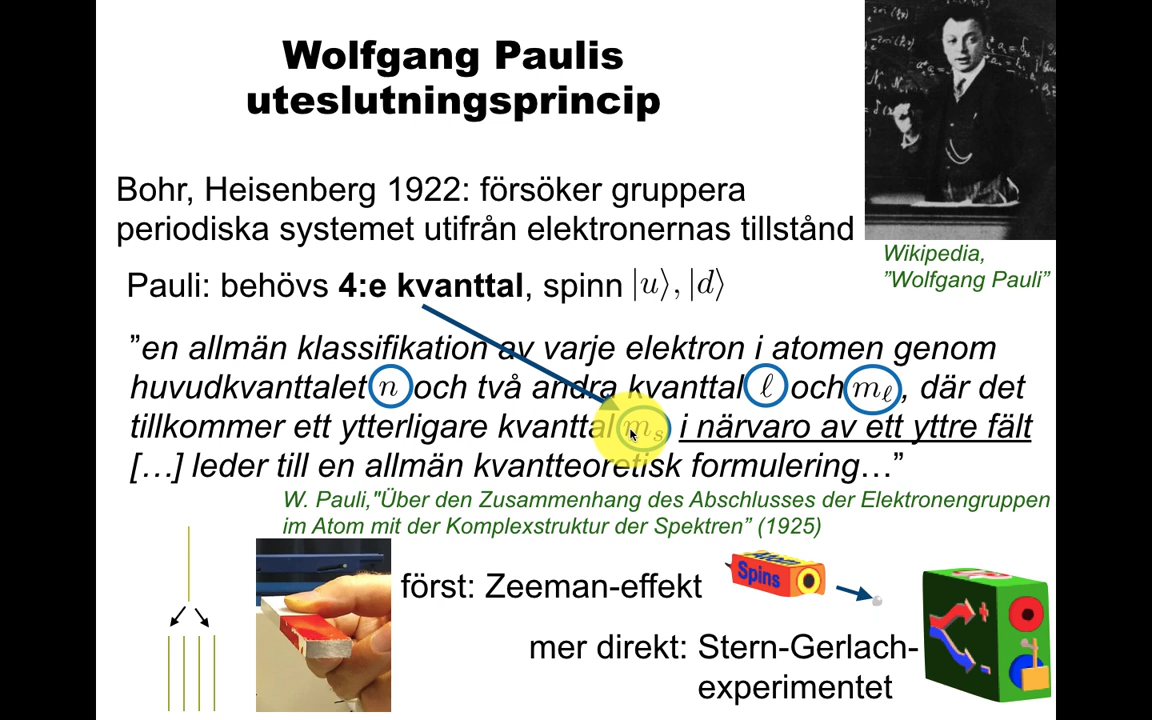 Wolfgang Paulis
uteslutningsprincip
Bohr, Heisenberg 1922: försöker gruppera
periodiska systemet utifrån elektronernas tillstånd
Wikipedia,
”Wolfgang Pauli”
Pauli: behövs 4:e kvanttal, spinn |u⟩, |d⟩
”en allmän klassifikation av varje elektron i atomen genom
huvudkvanttalet n och två andra kvanttal ℓ och m_ℓ, där det
tillkommer ett ytterligare kvanttal m_s i närvaro av ett yttre fält
[…] leder till en allmän kvantteoretisk formulering…”
W. Pauli,"Über den Zusammenhang des Abschlusses der Elektronengruppen
im Atom mit der Komplexstruktur der Spektren” (1925)
först: Zeeman-effekt
Atom
Spins
mer direkt: Stern-Gerlach-
experimentet
+
-